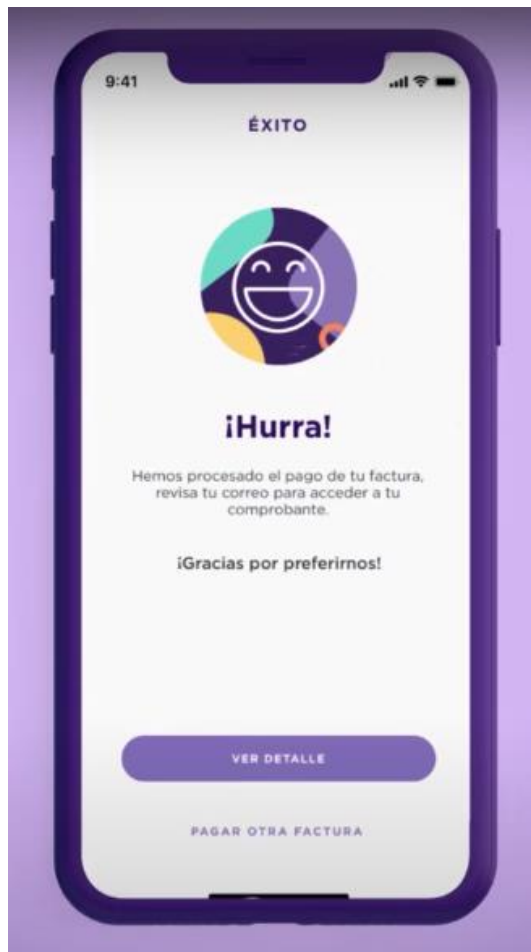 9:41
ÉXITO
¡Hurra!
Hemos procesado el pago de tu factura,
revisa tu correo para acceder a tu
comprobante.
¡Gracias por preferirnos!
VER DETALLE
PAGAR OTRA FACTURA